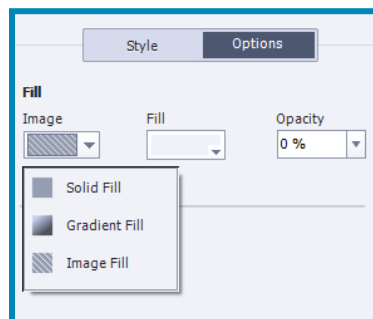 Style Options
Fill
Image Fill Opacity
0 %
Solid Fill
Gradient Fill
Image Fill